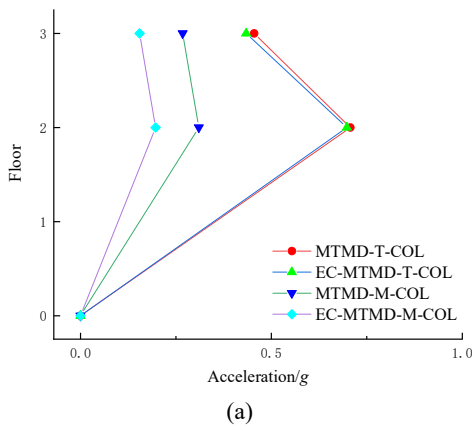 3
2
1
0
Floor
0.0
0.5
1.0
Acceleration/g
MTMD-T-COL
EC-MTMD-T-COL
MTMD-M-COL
EC-MTMD-M-COL
(a)